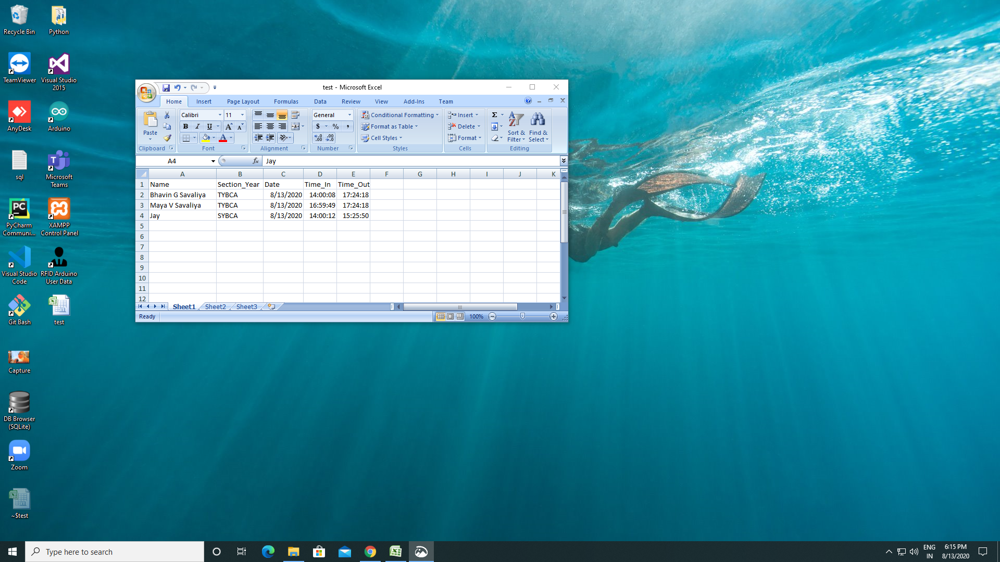 Recycle Bin
Python
TeamViewer
Visual Studio
2015
AnyDesk
Arduino
sql
Microsoft
Teams
PyCharm
Communi...
XAMPP
Control Panel
Visual Studio
Code
RFID Arduino
User Data
Git Bash
test
Capture
DB Browser
(SQLite)
Zoom
~$test
test - Microsoft Excel
Home Insert Page Layout Formulas Data Review View Add-Ins Team
Calibri 11 General Conditional Formatting Insert Σ
B I U A A $ % , Format as Table Delete
Paste Cell Styles Format Sort & Find &
Filter Select
Clipboard Font Alignment Number Styles Cells Editing
A4 fx Jay
A B C D E F G H I J K
1 Name Section_Year Date Time_In Time_Out
2 Bhavin G Savaliya TYBCA 8/13/2020 14:00:08 17:24:18
3 Maya V Savaliya TYBCA 8/13/2020 16:59:49 17:24:18
4 Jay SYBCA 8/13/2020 14:00:12 15:25:50
5
6
7
8
9
10
11
12
Sheet1 Sheet2 Sheet3
Ready 100%
Type here to search
ENG 6:15 PM
IN 8/13/2020